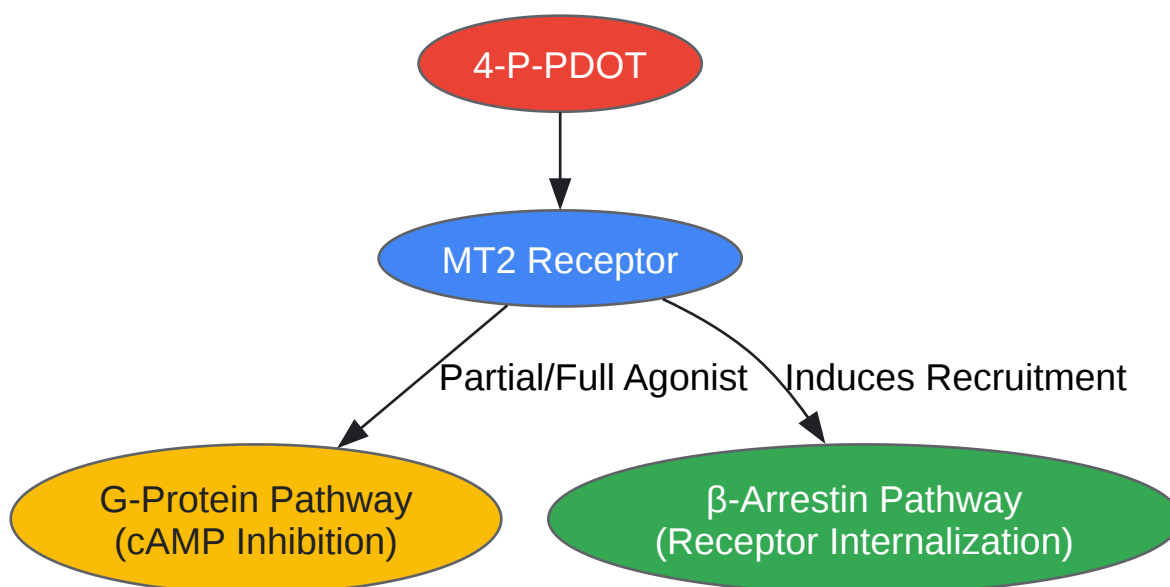 4-P-PDOT
MT2 Receptor
Partial/Full Agonist
Induces Recruitment
G-Protein Pathway
(cAMP Inhibition)
β-Arrestin Pathway
(Receptor Internalization)